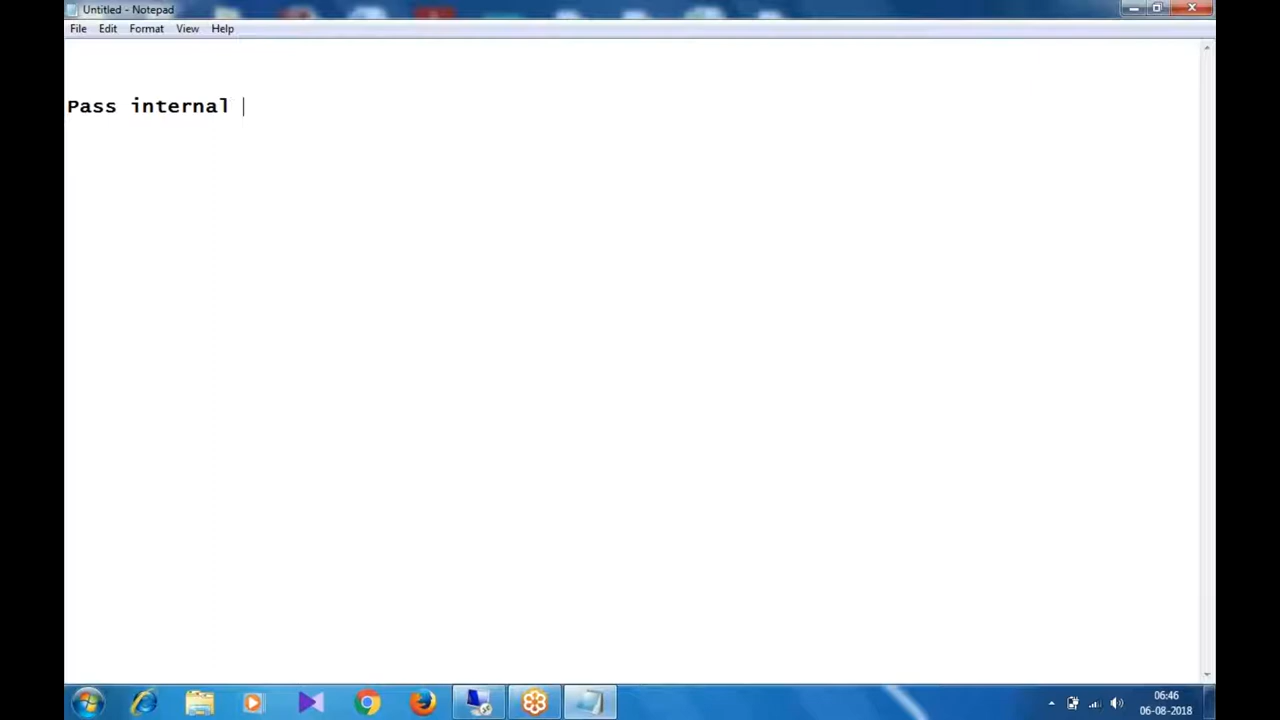 Untitled - Notepad
File Edit Format View Help
Pass internal
06:46
06-08-2018